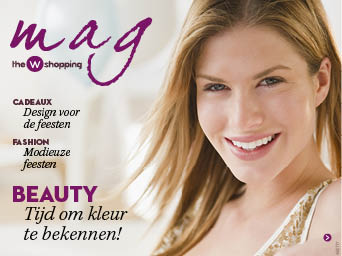 mag
the W shopping
CADEAUX
Design voor
de feesten
FASHION
Modieuze
feesten
BEAUTY
Tijd om kleur
te bekennen!